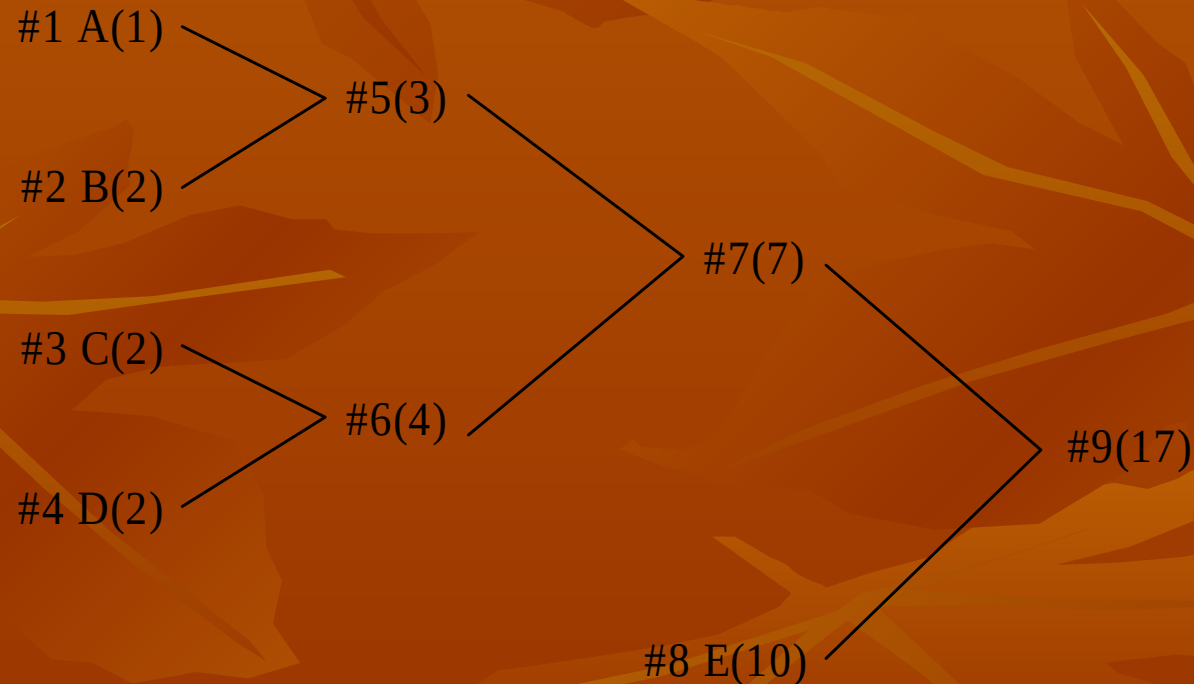 #1 A(1)
#5(3)
#2 B(2)
#7(7)
#3 C(2)
#6(4)
#9(17)
#4 D(2)
#8 E(10)